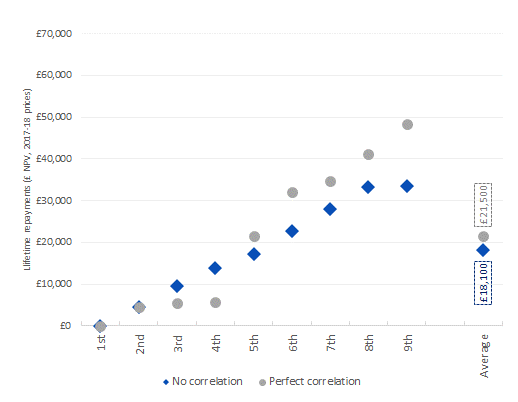 £70,000
£60,000
£50,000
£40,000
£30,000
£20,000
£10,000
£0
Lifetime repayments (£ NPV, 2017-18 prices)
£21,500
£18,100
1st
2nd
3rd
4th
5th
6th
7th
8th
9th
Average
No correlation
Perfect correlation